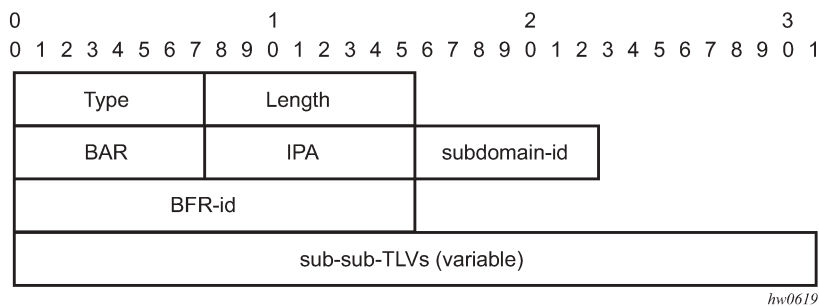 0 1 2 3
0 1 2 3 4 5 6 7 8 9 0 1 2 3 4 5 6 7 8 9 0 1 2 3 4 5 6 7 8 9 0 1
Type Length
BAR IPA subdomain-id
BFR-id
sub-sub-TLVs (variable)
hw0619